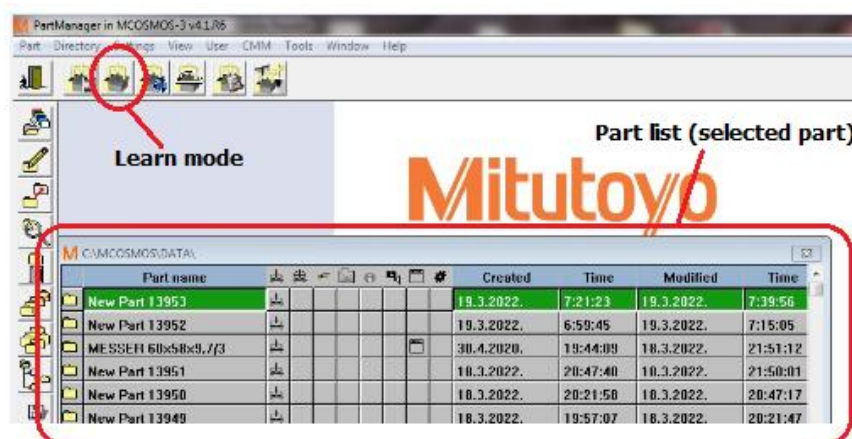 PartManager in MCOSMOS-3 v4.1.R6
Part Directory Settings View User CMM Tools Window Help
Learn mode
Part list (selected part)
Mitutoyo
C:\MCOSMOS\DATA\
Part name Created Time Modified Time
New Part 13953 19.3.2022. 7:21:23 19.3.2022. 7:39:56
New Part 13952 19.3.2022. 6:59:45 19.3.2022. 7:15:05
MESSER 60x58x9,7/3 30.4.2020. 19:44:09 18.3.2022. 21:51:12
New Part 13951 18.3.2022. 20:47:40 18.3.2022. 21:50:01
New Part 13950 18.3.2022. 20:21:50 18.3.2022. 20:47:17
New Part 13949 18.3.2022. 19:57:07 18.3.2022. 20:21:47